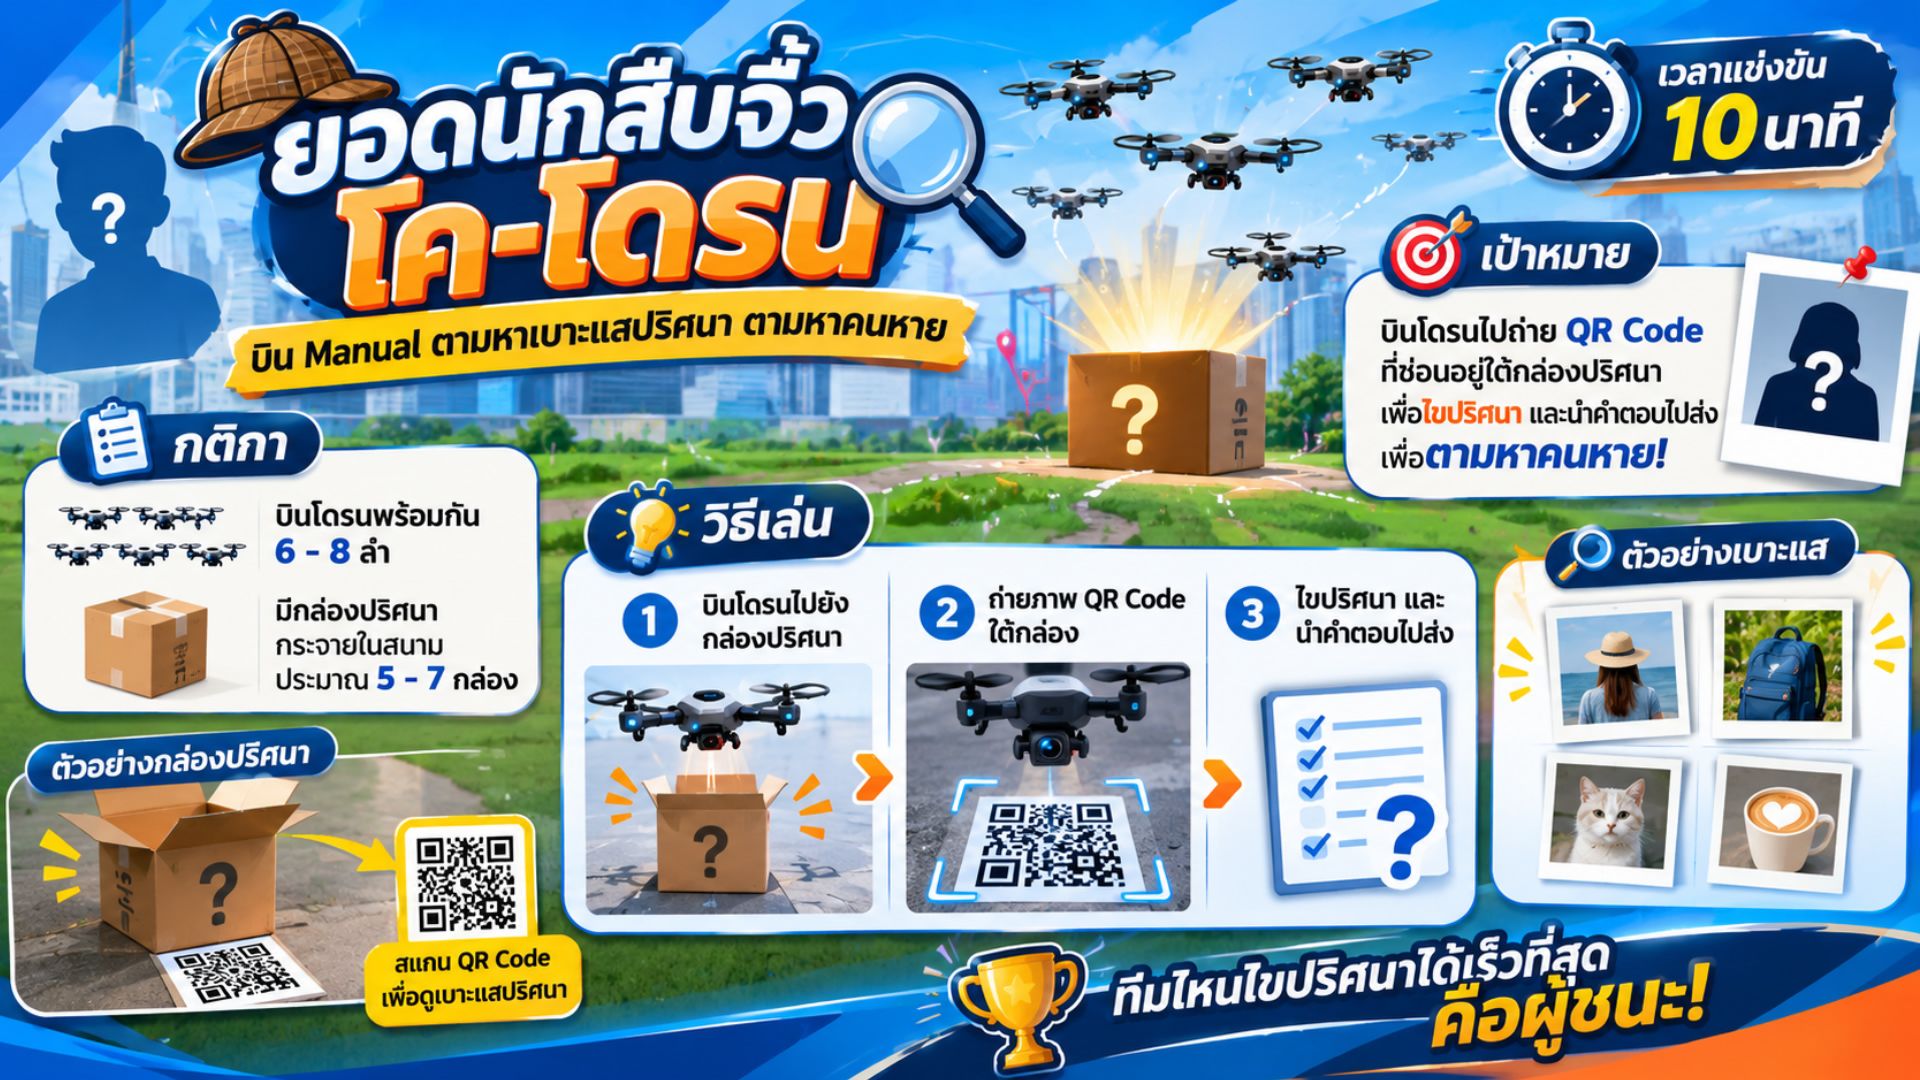 ยอดนักสืบจิ๋ว
โค-โดรน
บิน Manual ตามหาเบาะแสปริศนา ตามหาคนหาย
?
เวลาแข่งขัน
10 นาที
เป้าหมาย
บินโดรนไปถ่าย QR Code
ที่ซ่อนอยู่ใต้กล่องปริศนา
เพื่อไขปริศนา และนำคำตอบไปส่ง
เพื่อตามหาคนหาย!
?
?
กติกา
บินโดรนพร้อมกัน
6 - 8 ลำ
มีกล่องปริศนา
กระจายในสนาม
ประมาณ 5 - 7 กล่อง
วิธีเล่น
1
บินโดรนไปยัง
กล่องปริศนา
?
2
ถ่ายภาพ QR Code
ใต้กล่อง
3
ไขปริศนา และ
นำคำตอบไปส่ง
?
ตัวอย่างเบาะแส
ตัวอย่างกล่องปริศนา
?
สแกน QR Code
เพื่อดูเบาะแสปริศนา
ทีมไหนไขปริศนาได้เร็วที่สุด
คือผู้ชนะ!